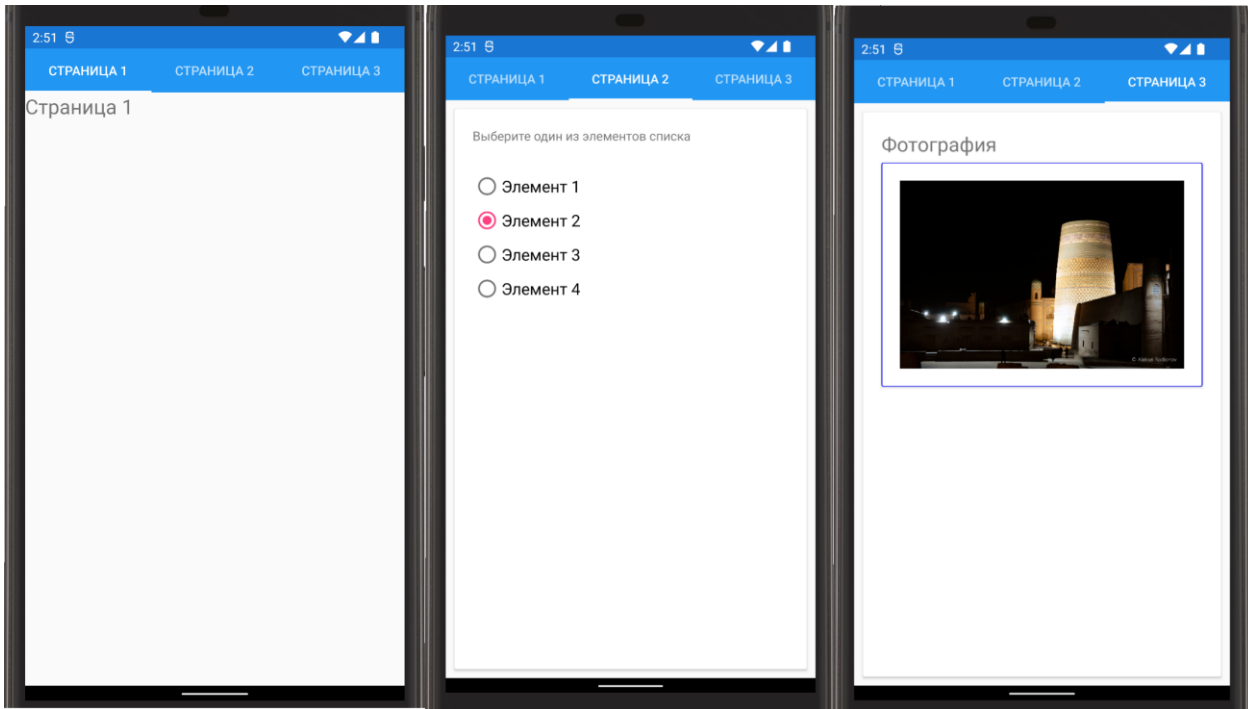 2:51
СТРАНИЦА 1 СТРАНИЦА 2 СТРАНИЦА 3
Страница 1
2:51
СТРАНИЦА 1 СТРАНИЦА 2 СТРАНИЦА 3
Выберите один из элементов списка
Элемент 1
Элемент 2
Элемент 3
Элемент 4
2:51
СТРАНИЦА 1 СТРАНИЦА 2 СТРАНИЦА 3
Фотография
©